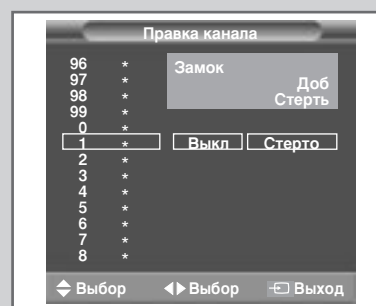 Правка канала
96 * Замок
97 * Доб
98 * Стерть
99 *
0 *
1 * Выкл Стерто
2 *
3 *
4 *
5 *
6 *
7 *
8 *
Выбор Выбор Выход